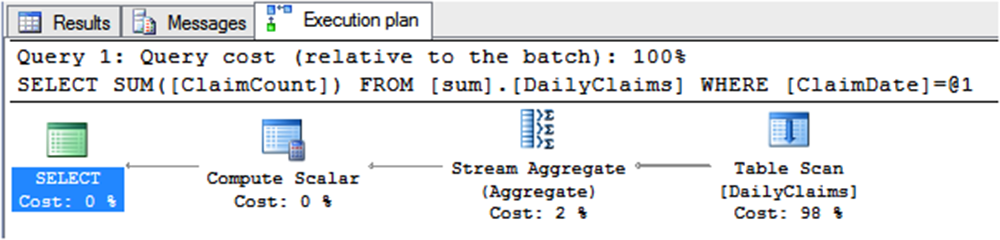 Results Messages Execution plan
Query 1: Query cost (relative to the batch): 100%
SELECT SUM([ClaimCount]) FROM [sum].[DailyClaims] WHERE [ClaimDate]=@1
SELECT
Cost: 0 %
Compute Scalar
Cost: 0 %
Stream Aggregate
(Aggregate)
Cost: 2 %
Table Scan
[DailyClaims]
Cost: 98 %